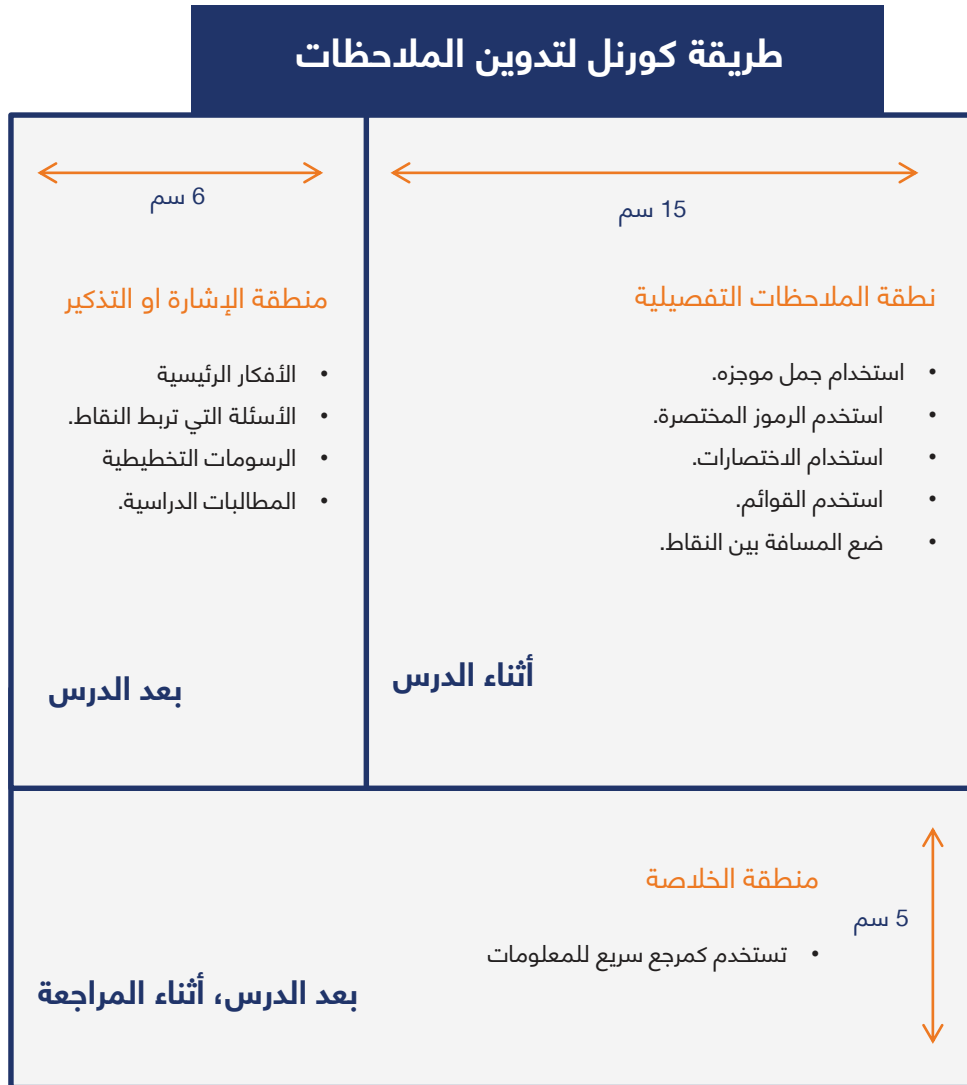 طريقة كورنل لتدوين الملاحظات
15 سم
نطقة الملاحظات التفصيلية
• استخدام جمل موجزه.
• استخدم الرموز المختصرة.
• استخدام الاختصارات.
• استخدم القوائم.
• ضع المسافة بين النقاط.
أثناء الدرس
6 سم
منطقة الإشارة او التذكير
• الأفكار الرئيسية
• الأسئلة التي تربط النقاط.
• الرسومات التخطيطية
• المطالبات الدراسية.
بعد الدرس
منطقة الخلاصة
5 سم
• تستخدم كمرجع سريع للمعلومات
بعد الدرس، أثناء المراجعة